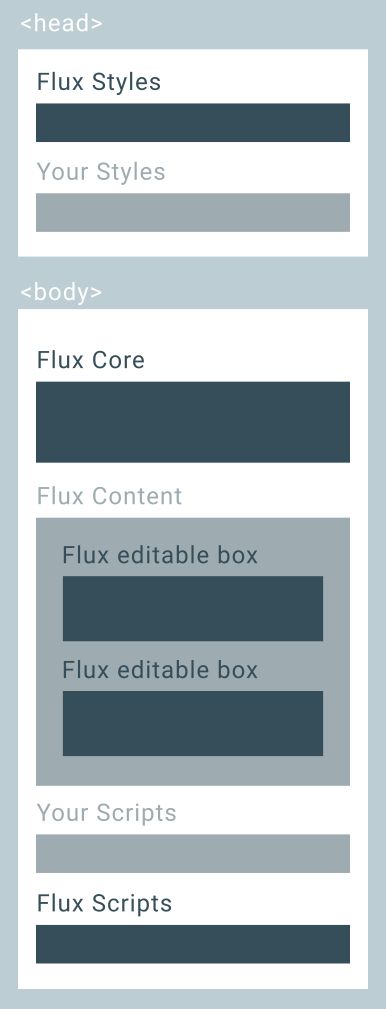 <head>
Flux Styles
Your Styles
<body>
Flux Core
Flux Content
Flux editable box
Flux editable box
Your Scripts
Flux Scripts